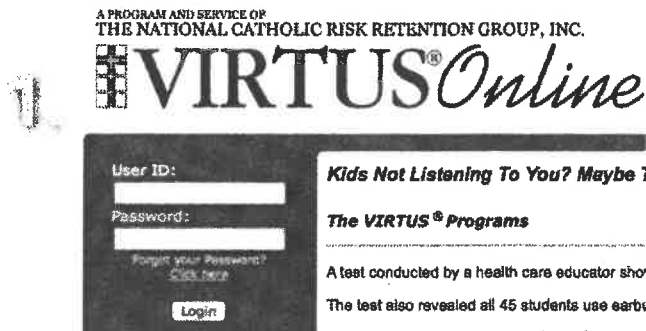 A PROGRAM AND SERVICE OF
THE NATIONAL CATHOLIC RISK RETENTION GROUP, INC.
VIRTUS® Online
User ID:
Password:
Forgot your Password?
Click here
Login
Kids Not Listening To You? Maybe T
The VIRTUS® Programs
A test conducted by a health care educator sho
The test also revealed all 45 students use earbu